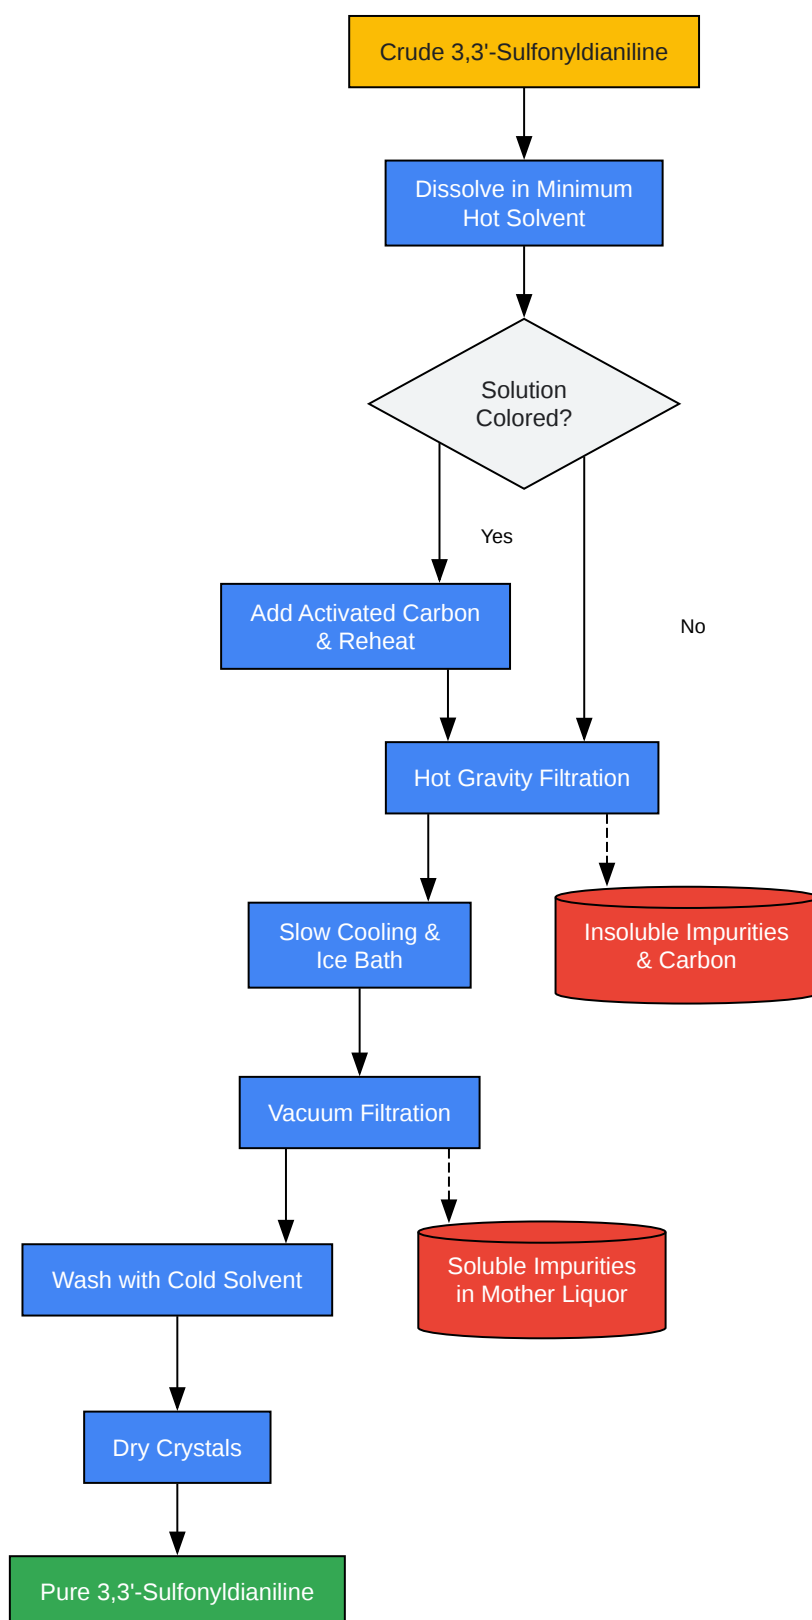 Crude 3,3'-Sulfonyldianiline
Dissolve in Minimum
Hot Solvent
Solution
Colored?
Yes
Add Activated Carbon
& Reheat
No
Hot Gravity Filtration
Slow Cooling &
Ice Bath
Insoluble Impurities
& Carbon
Vacuum Filtration
Wash with Cold Solvent
Soluble Impurities
in Mother Liquor
Dry Crystals
Pure 3,3'-Sulfonyldianiline